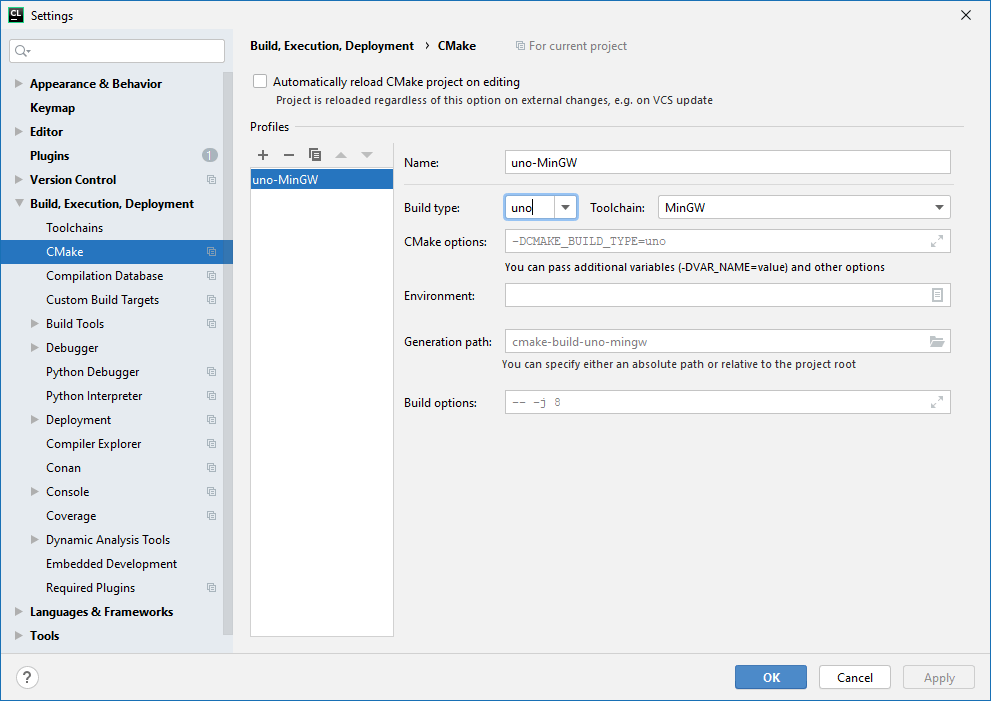 CL Settings
Build, Execution, Deployment › CMake For current project
Appearance & Behavior
Keymap
Editor
Plugins 1
Version Control
Build, Execution, Deployment
Toolchains
CMake
Compilation Database
Custom Build Targets
Build Tools
Debugger
Python Debugger
Python Interpreter
Deployment
Compiler Explorer
Conan
Console
Coverage
Dynamic Analysis Tools
Embedded Development
Required Plugins
Languages & Frameworks
Tools
Automatically reload CMake project on editing
Project is reloaded regardless of this option on external changes, e.g. on VCS update
Profiles
uno-MinGW
Name: uno-MinGW
Build type: uno Toolchain: MinGW
CMake options: -DCMAKE_BUILD_TYPE=uno
You can pass additional variables (-DVAR_NAME=value) and other options
Environment:
Generation path: cmake-build-uno-mingw
You can specify either an absolute path or relative to the project root
Build options: -- -j 8
? OK Cancel Apply